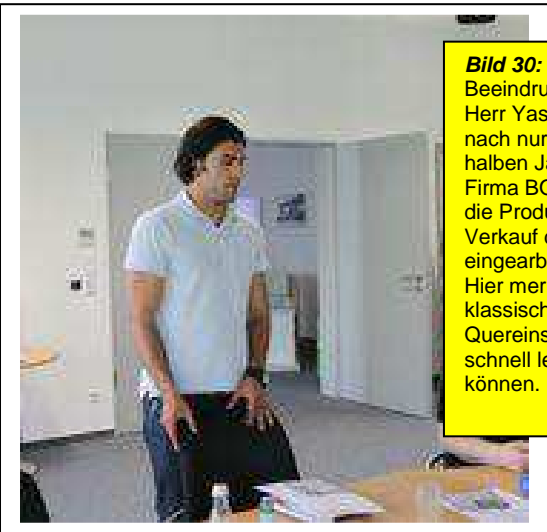 Bild 30:
Beeindru
Herr Yas
nach nur
halben Ja
Firma BO
die Produ
Verkauf d
eingearb
Hier mer
klassisch
Quereins
schnell le
können.